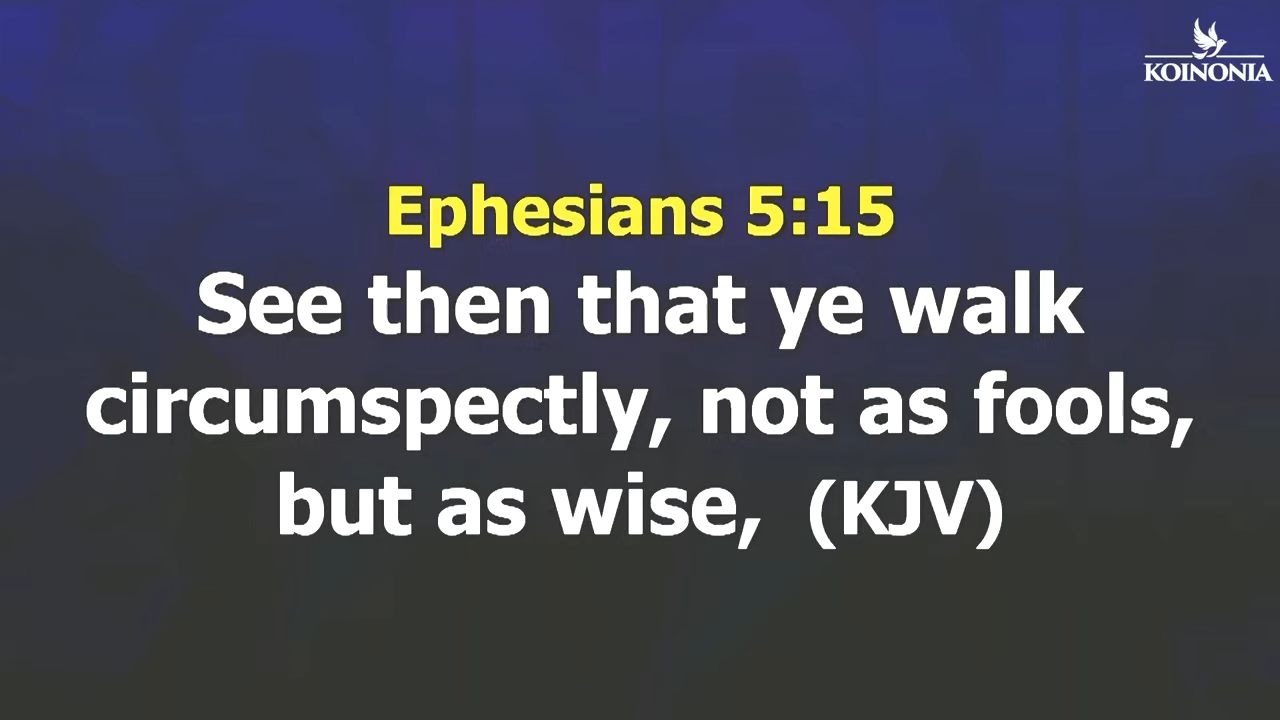 KOINONIA
Ephesians 5:15
See then that ye walk
circumspectly, not as fools,
but as wise, (KJV)